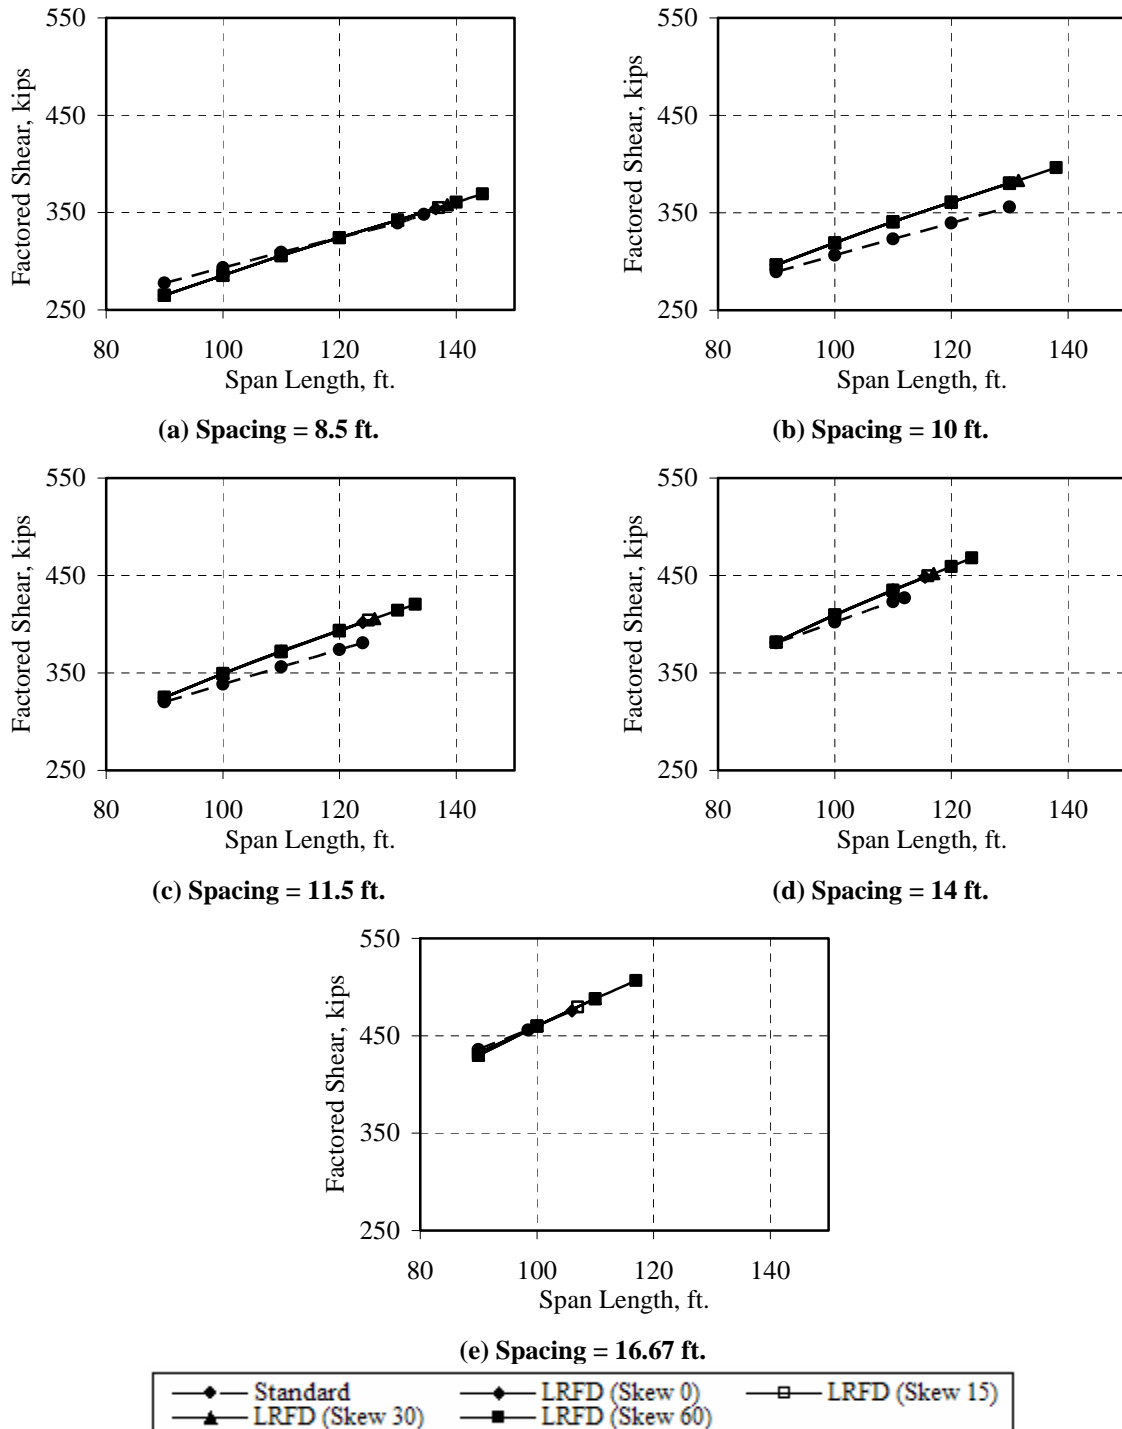 550
450
350
250
Factored Shear, kips
80 100 120 140
Span Length, ft.
(a) Spacing = 8.5 ft.
550
450
350
250
Factored Shear, kips
80 100 120 140
Span Length, ft.
(b) Spacing = 10 ft.
550
450
350
250
Factored Shear, kips
80 100 120 140
Span Length, ft.
(c) Spacing = 11.5 ft.
550
450
350
250
Factored Shear, kips
80 100 120 140
Span Length, ft.
(d) Spacing = 14 ft.
550
450
350
250
Factored Shear, kips
80 100 120 140
Span Length, ft.
(e) Spacing = 16.67 ft.
Standard LRFD (Skew 0) LRFD (Skew 15)
LRFD (Skew 30) LRFD (Skew 60)